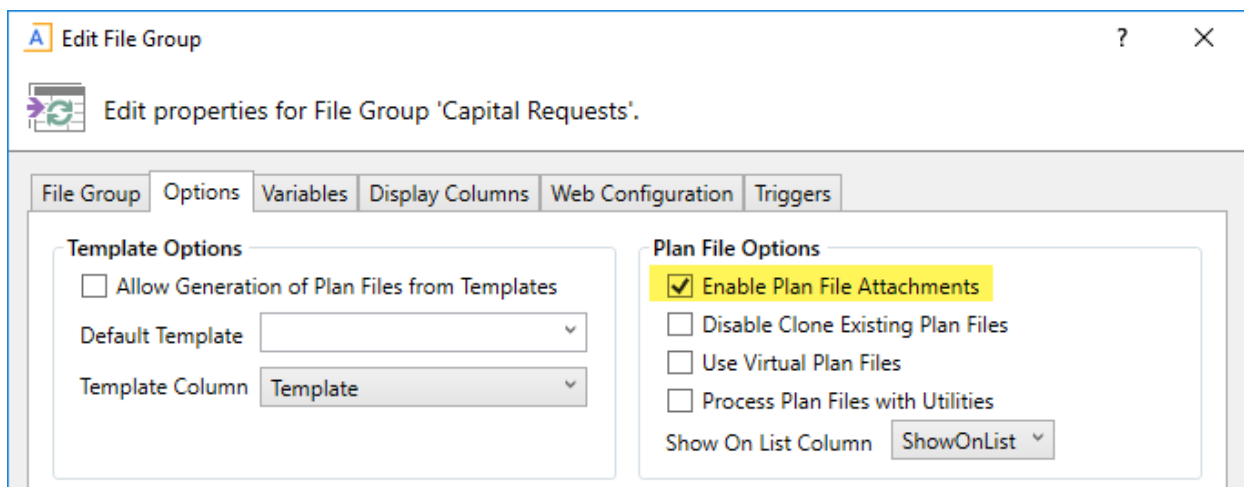 A Edit File Group ?
Edit properties for File Group 'Capital Requests'.
File Group Options Variables Display Columns Web Configuration Triggers
Template Options
Allow Generation of Plan Files from Templates
Default Template
Template Column Template
Plan File Options
Enable Plan File Attachments
Disable Clone Existing Plan Files
Use Virtual Plan Files
Process Plan Files with Utilities
Show On List Column ShowOnList